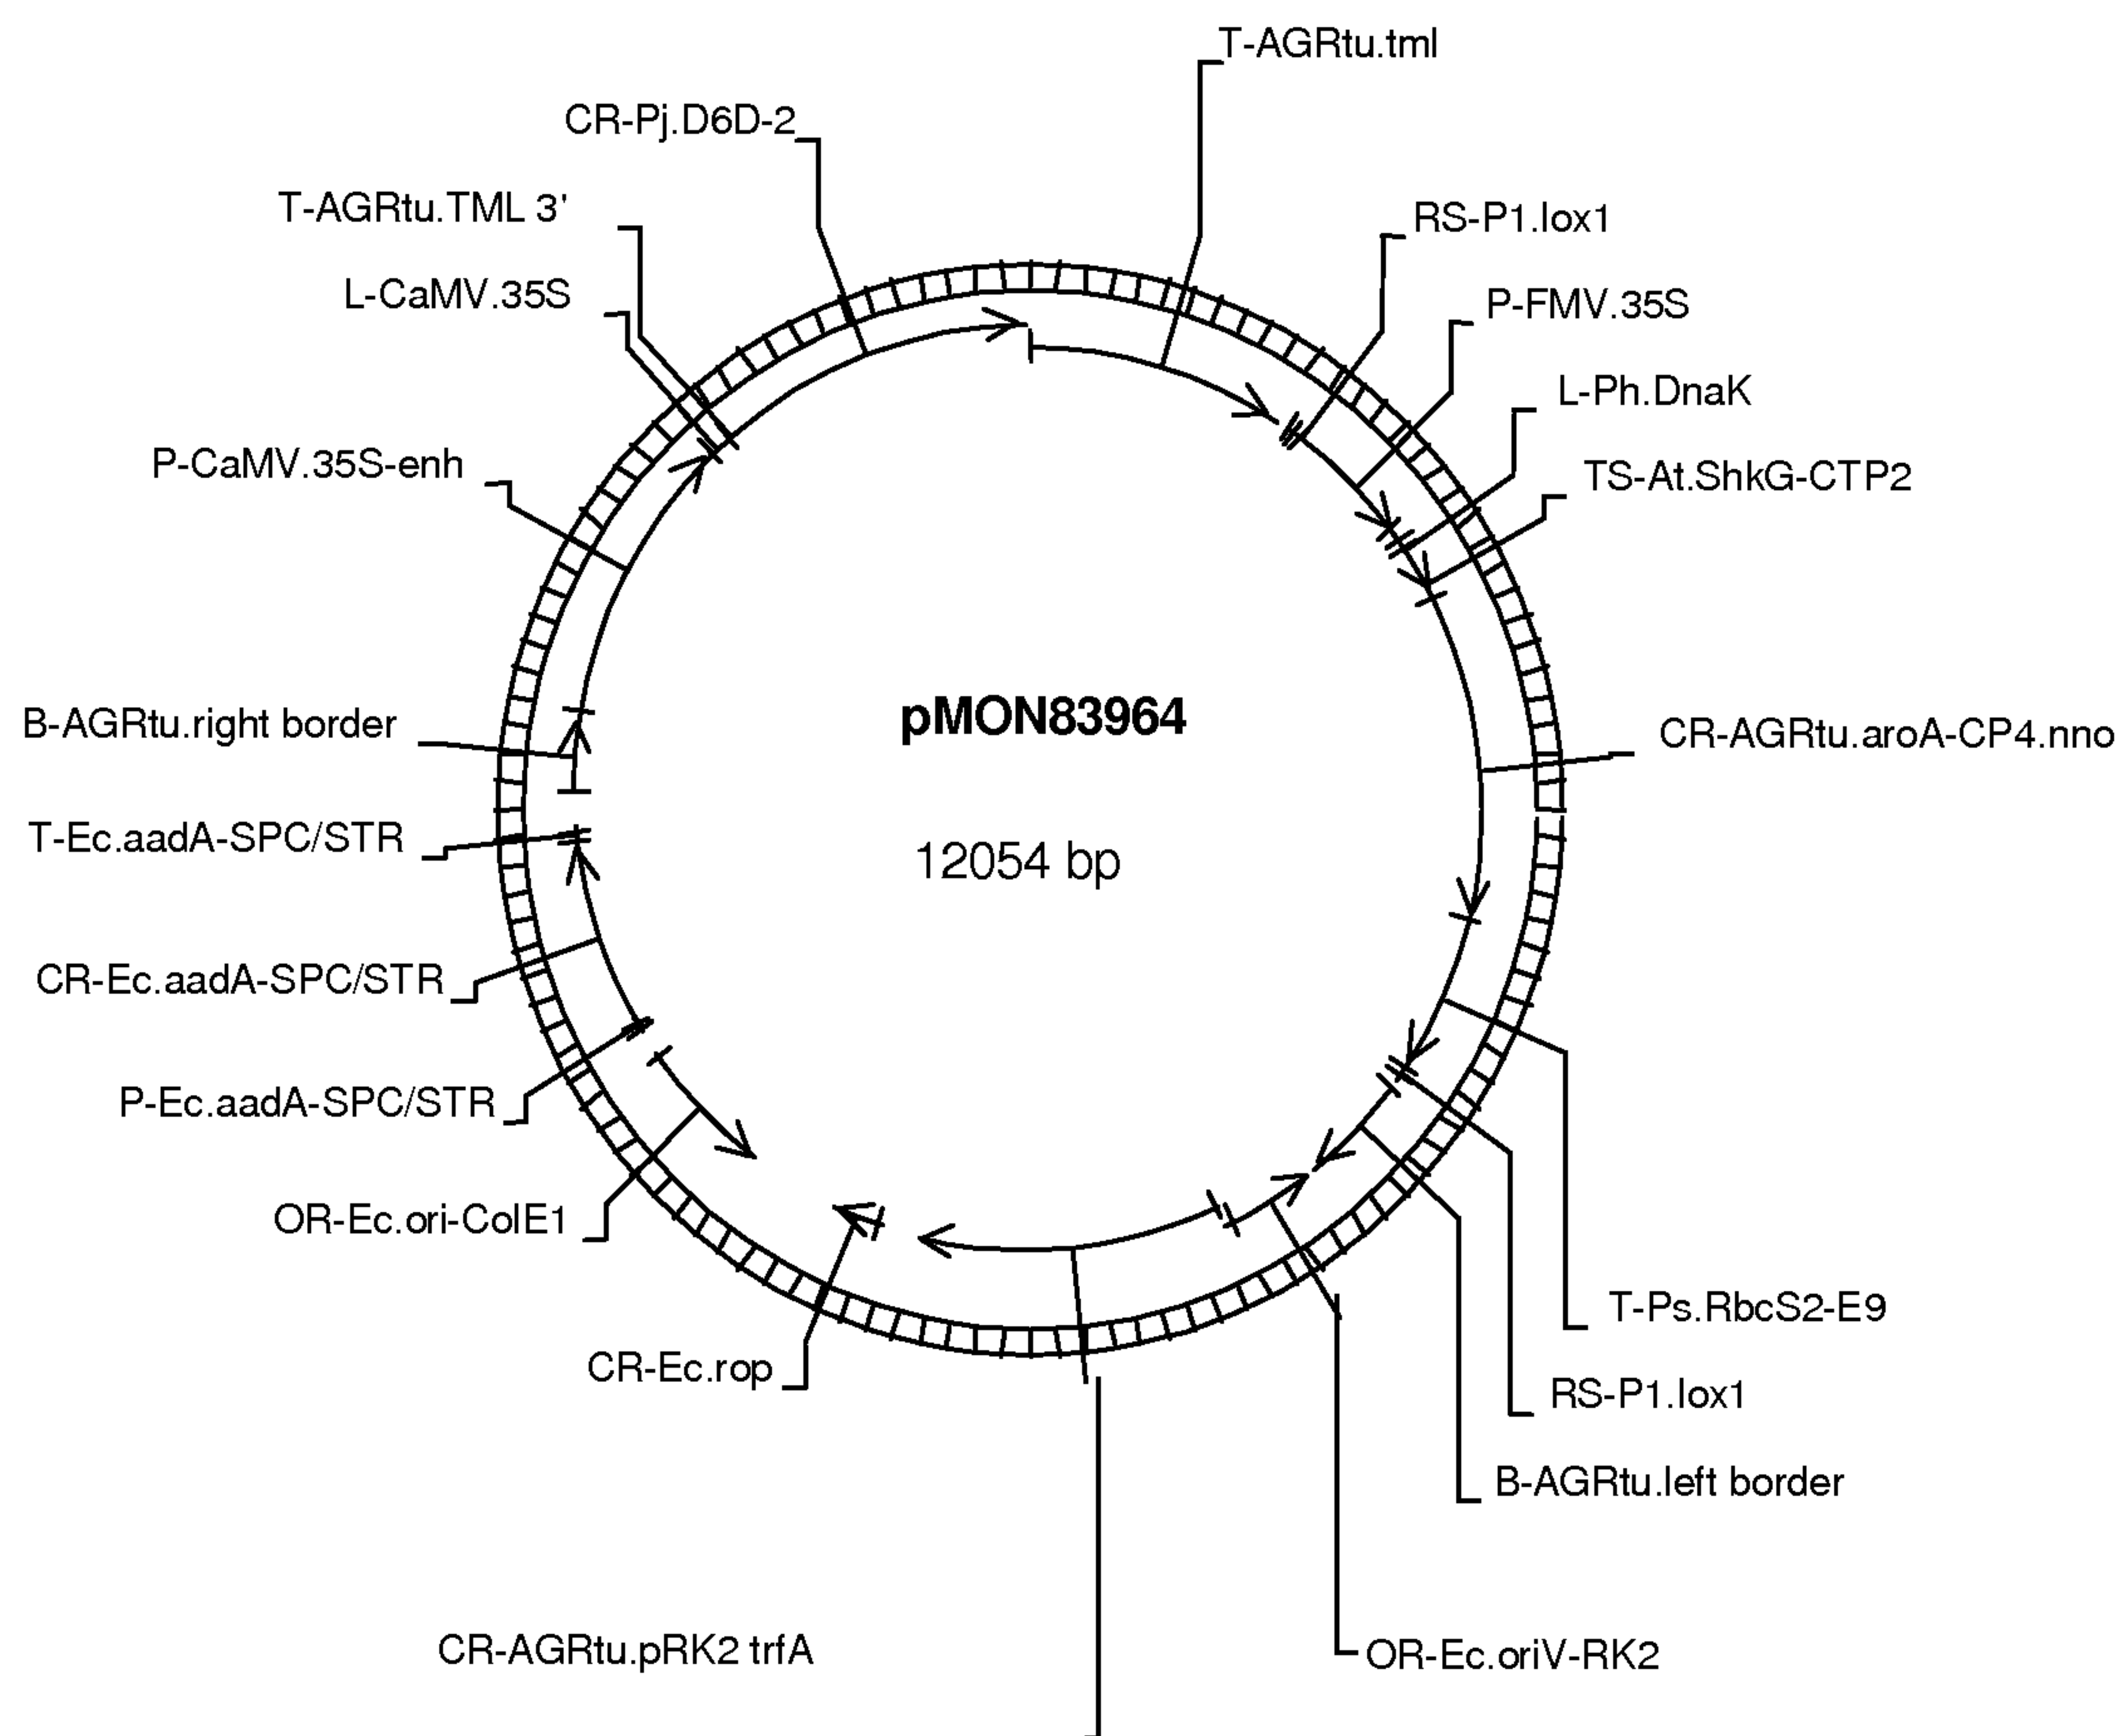 T-AGRtu.tml
CR-Pj.D6D-2
T-AGRtu.TML 3'
RS-P1.lox1
L-CaMV.35S
P-FMV.35S
L-Ph.DnaK
P-CaMV.35S-enh
TS-At.ShkG-CTP2
pMON83964
B-AGRtu.right border
CR-AGRtu.aroA-CP4.nno
T-Ec.aadA-SPC/STR
12054 bp
CR-Ec.aadA-SPC/STR
P-Ec.aadA-SPC/STR
OR-Ec.ori-ColE1
T-Ps.RbcS2-E9
CR-Ec.rop
RS-P1.lox1
B-AGRtu.left border
CR-AGRtu.pRK2 trfA
OR-Ec.oriV-RK2